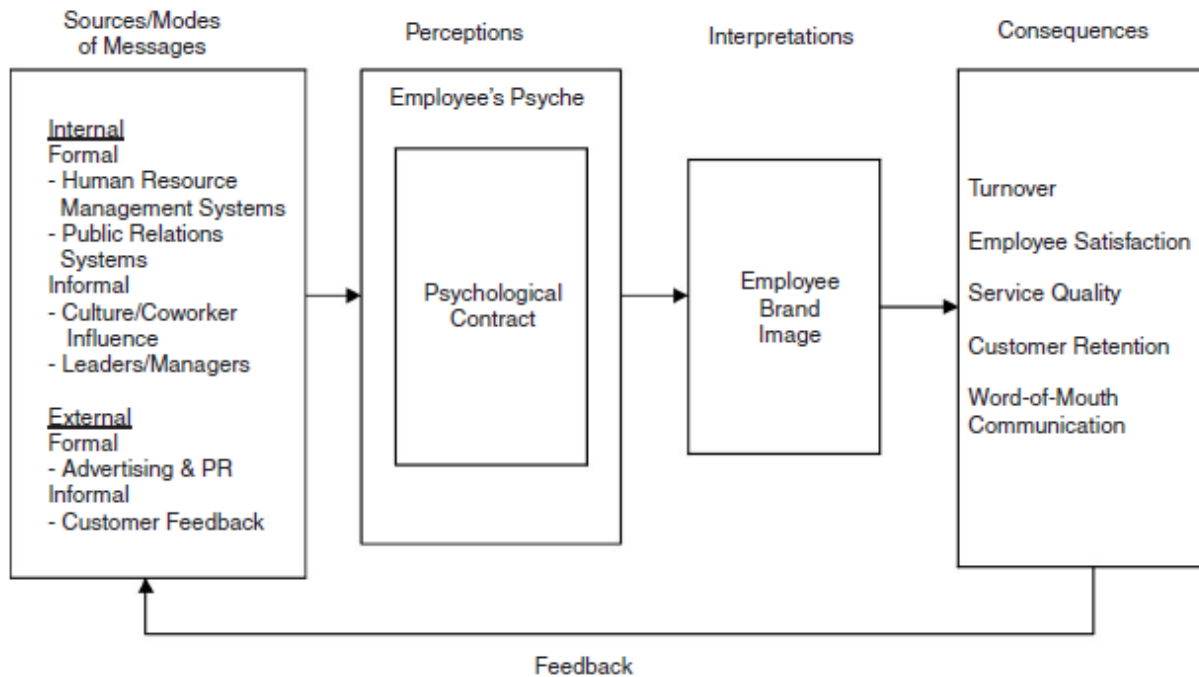 Sources/Modes
of Messages
Perceptions
Interpretations
Consequences
Internal
Formal
- Human Resource
Management Systems
- Public Relations
Systems
Informal
- Culture/Coworker
Influence
- Leaders/Managers
External
Formal
- Advertising & PR
Informal
- Customer Feedback
Employee's Psyche
Psychological
Contract
Employee
Brand
Image
Turnover
Employee Satisfaction
Service Quality
Customer Retention
Word-of-Mouth
Communication
Feedback